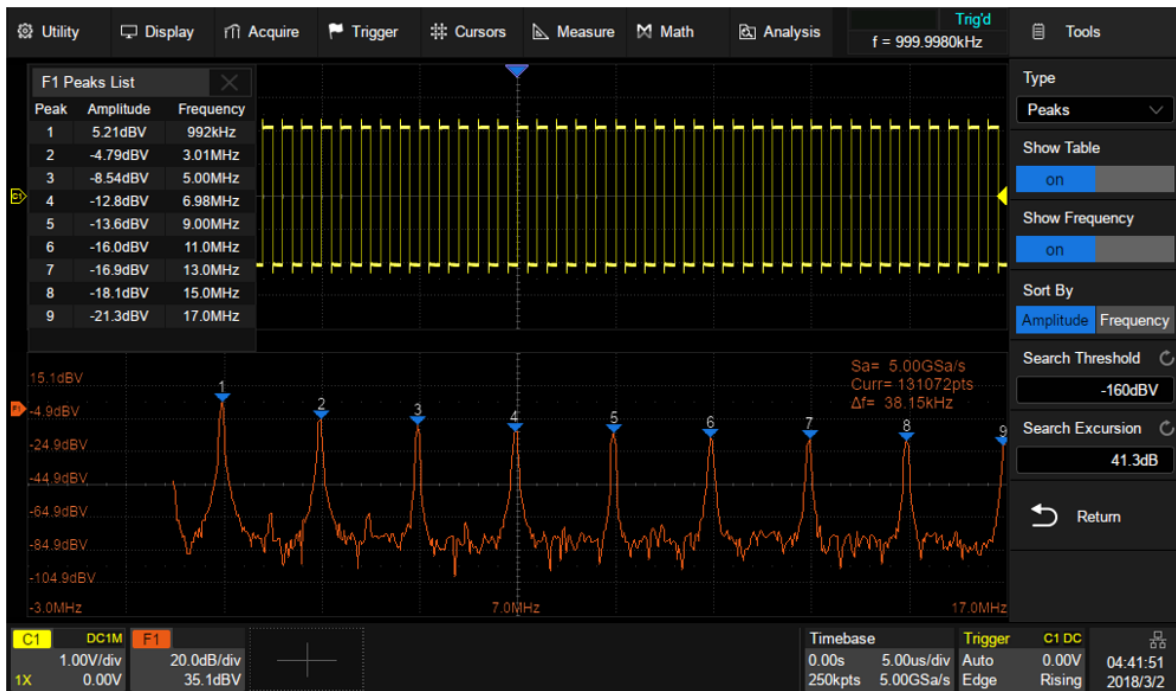 Utility Display Acquire Trigger Cursors Measure Math Analysis Trig'd Tools
f = 999.9980kHz
F1 Peaks List
Peak Amplitude Frequency
1 5.21dBV 992kHz
2 -4.79dBV 3.01MHz
3 -8.54dBV 5.00MHz
4 -12.8dBV 6.98MHz
5 -13.6dBV 9.00MHz
6 -16.0dBV 11.0MHz
7 -16.9dBV 13.0MHz
8 -18.1dBV 15.0MHz
9 -21.3dBV 17.0MHz
C1
Type
Peaks
Show Table
on
Show Frequency
on
Sort By
Amplitude Frequency
Search Threshold
-160dBV
Search Excursion
41.3dB
Return
15.1dBV
F1 -4.9dBV
-24.9dBV
-44.9dBV
-64.9dBV
-84.9dBV
-104.9dBV
Sa= 5.00GSa/s
Curr= 131072pts
Δf= 38.15kHz
1 2 3 4 5 6 7 8 9
-3.0MHz 7.0MHz 17.0MHz
C1 DC1M
1.00V/div
1X 0.00V
F1
20.0dB/div
35.1dBV
Timebase
0.00s 5.00us/div
250kpts 5.00GSa/s
Trigger C1 DC
Auto 0.00V
Edge Rising
04:41:51
2018/3/2